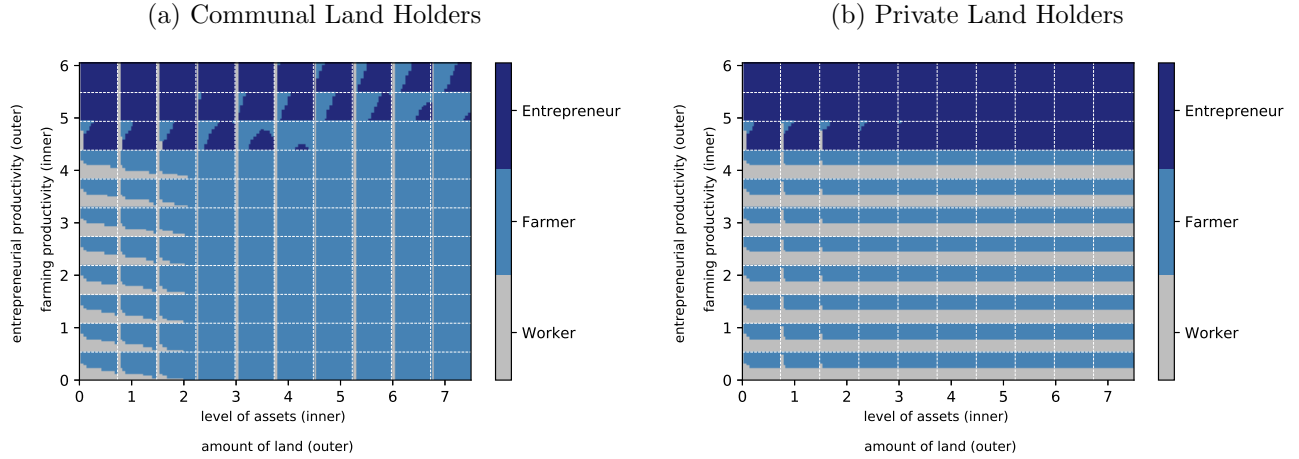 (a) Communal Land Holders
6
5
4
3
2
1
0
0 1 2 3 4 5 6 7
entrepreneurial productivity (outer)
farming productivity (inner)
level of assets (inner)
amount of land (outer)
Entrepreneur
Farmer
Worker
(b) Private Land Holders
6
5
4
3
2
1
0
0 1 2 3 4 5 6 7
entrepreneurial productivity (outer)
farming productivity (inner)
level of assets (inner)
amount of land (outer)
Entrepreneur
Farmer
Worker